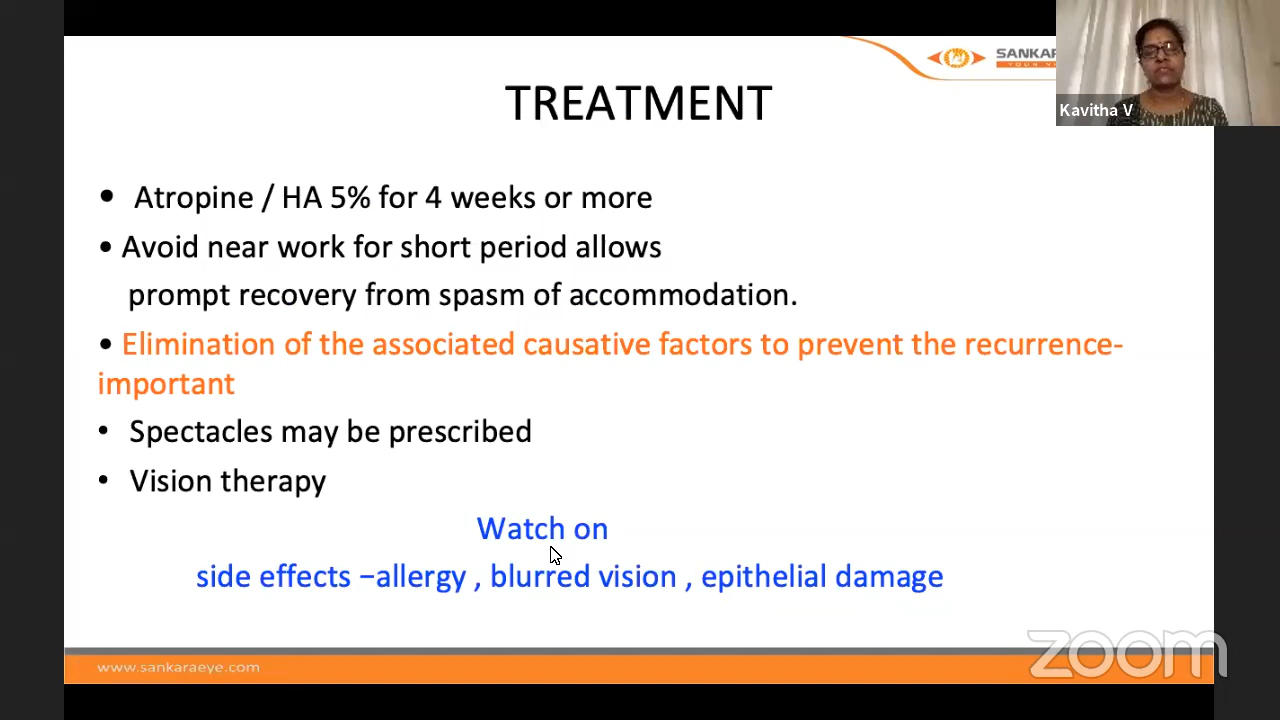 SANKARA
TREATMENT
Kavitha V
• Atropine / HA 5% for 4 weeks or more
• Avoid near work for short period allows
prompt recovery from spasm of accommodation.
• Elimination of the associated causative factors to prevent the recurrence-
important
• Spectacles may be prescribed
• Vision therapy
Watch on
side effects –allergy , blurred vision , epithelial damage
zoom
www.sankaraeye.com